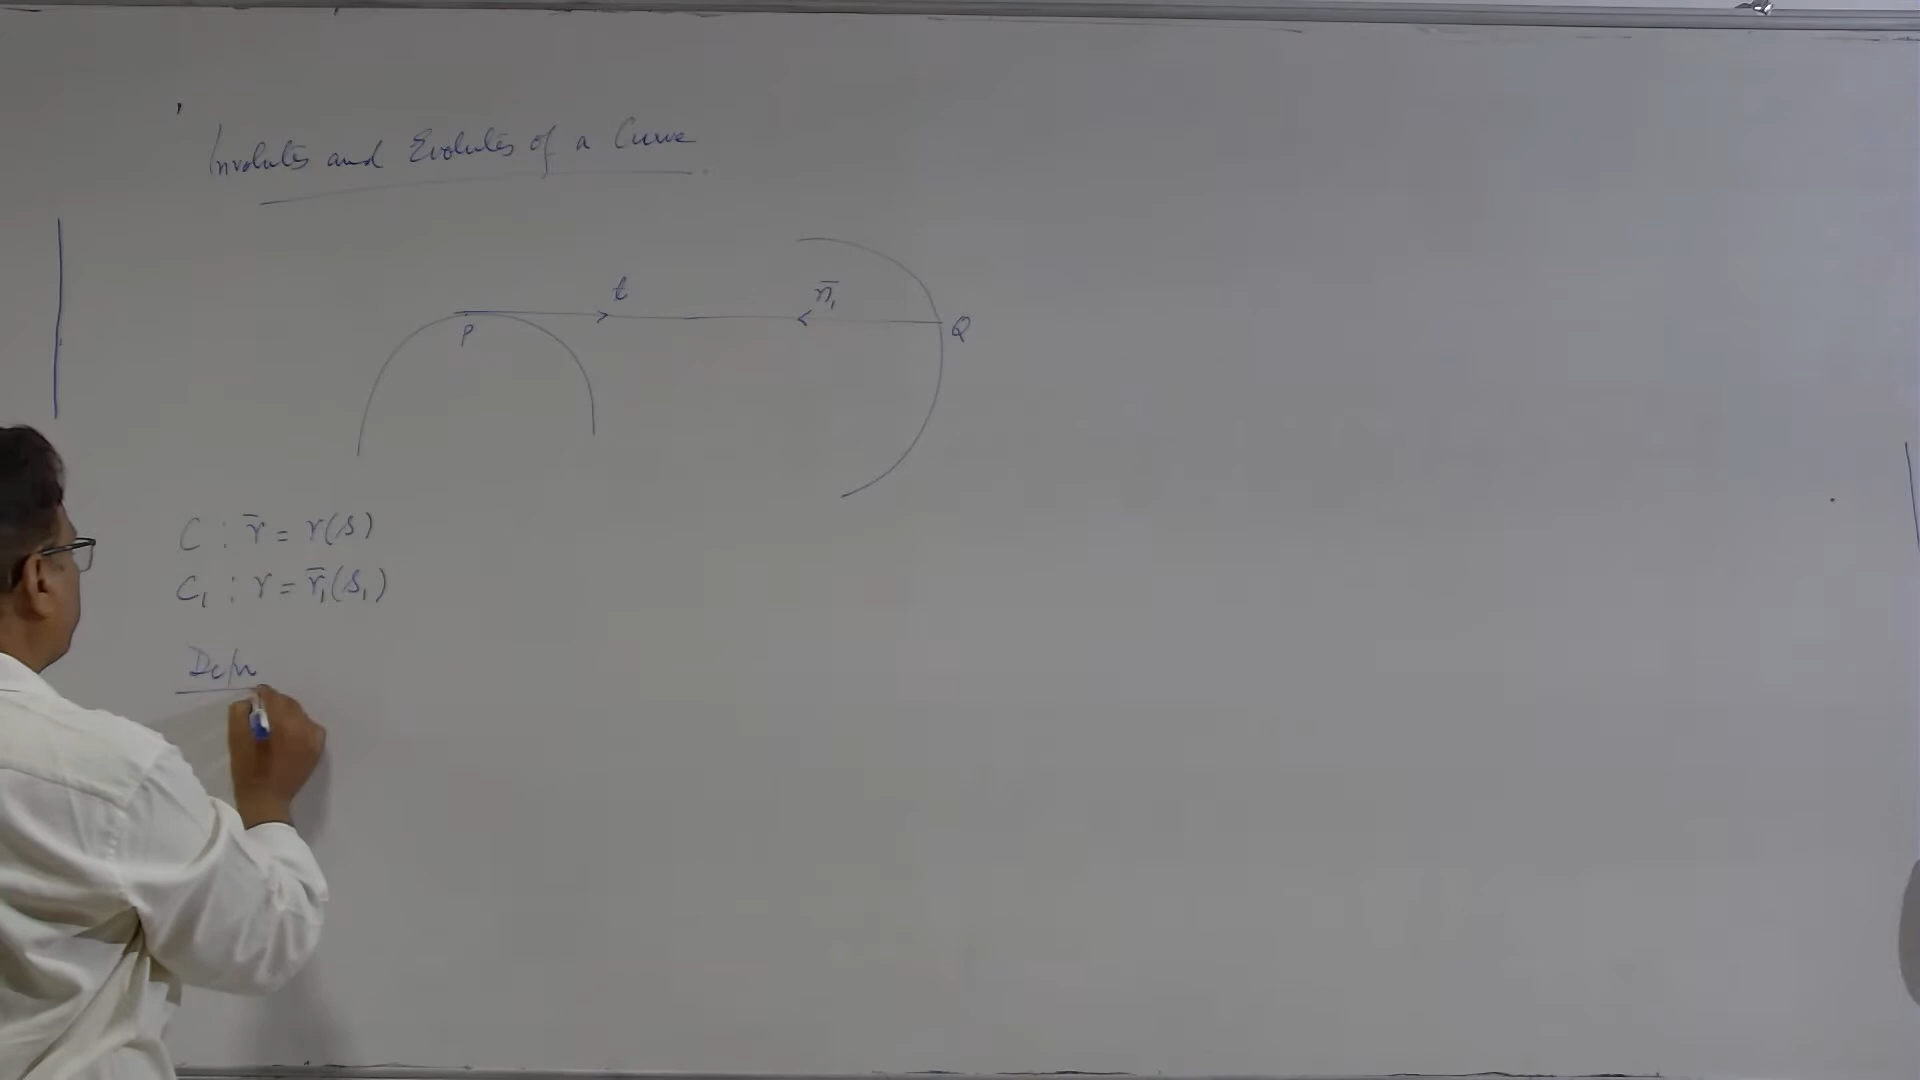 Involutes and Evolutes of a Curve
t
n̄₁
P
Q
C : r̄ = r(s)
C₁ : r = r̄₁(s₁)
Defn